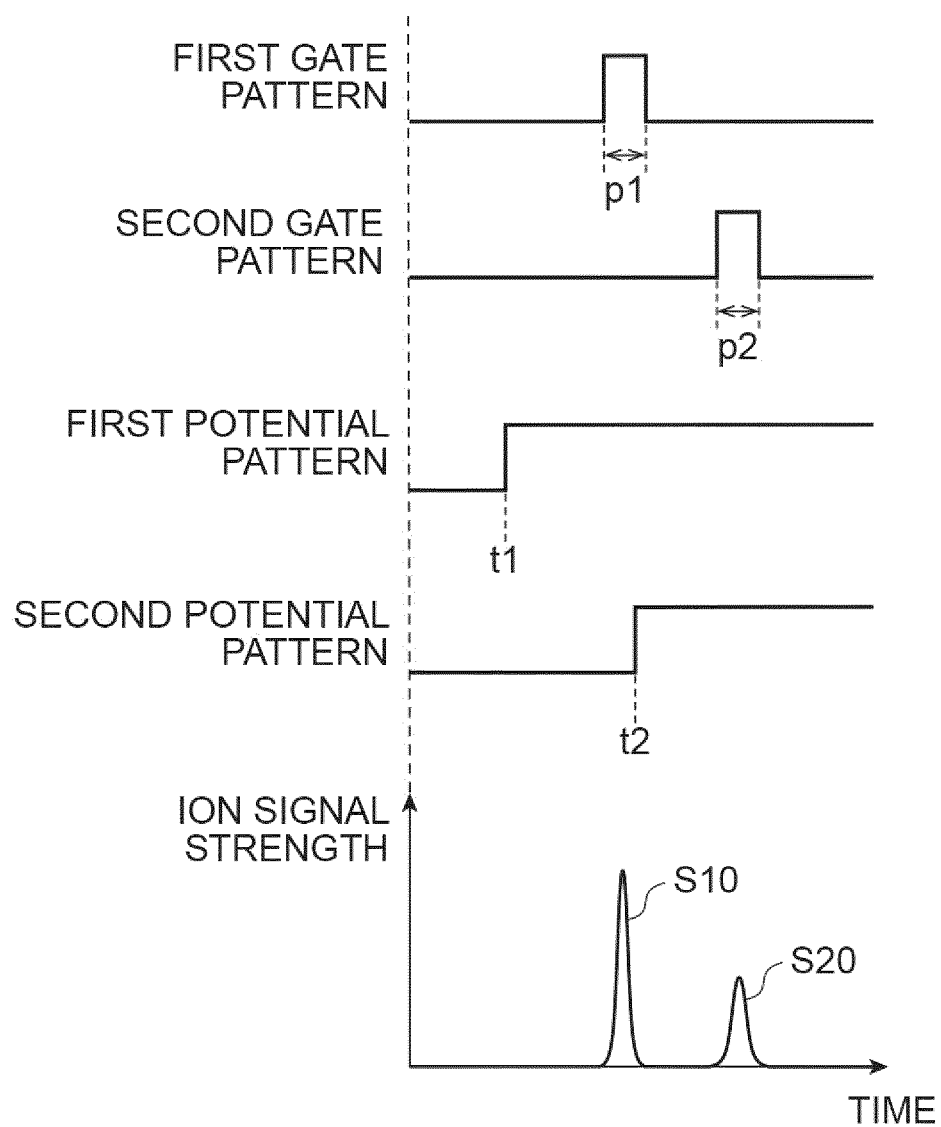 FIRST GATE
PATTERN
p1
SECOND GATE
PATTERN
p2
FIRST POTENTIAL
PATTERN
t1
SECOND POTENTIAL
PATTERN
t2
ION SIGNAL
STRENGTH
S10
S20
TIME